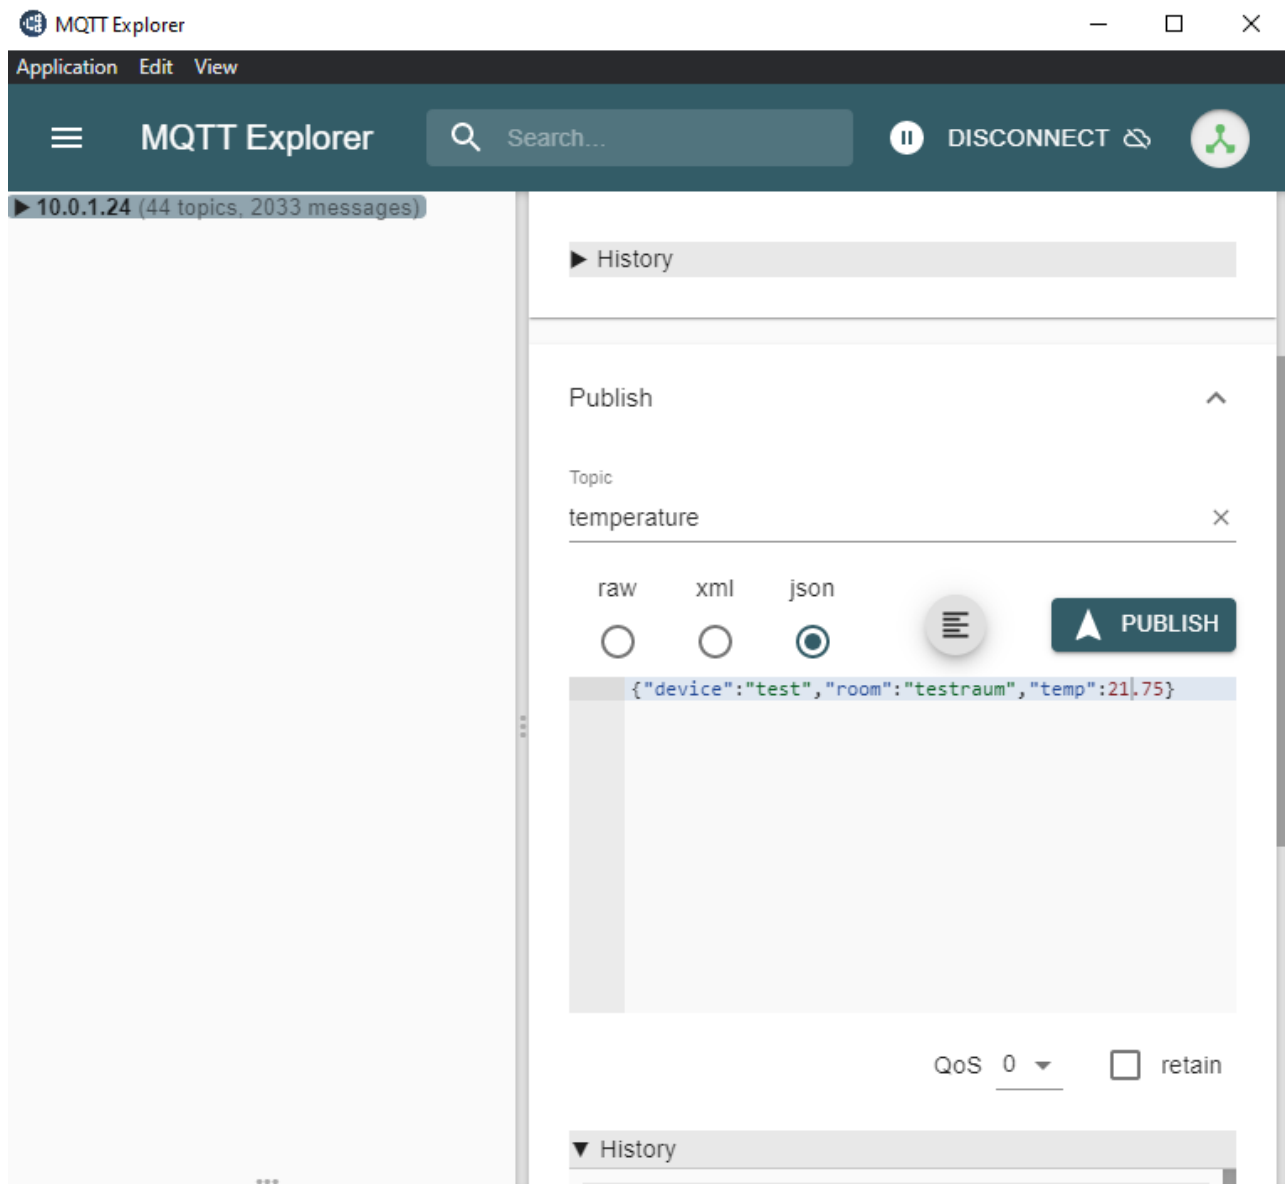 MQTT Explorer
Application Edit View
MQTT Explorer Search... DISCONNECT
10.0.1.24 (44 topics, 2033 messages)
History
Publish
Topic
temperature
raw xml json
PUBLISH
{"device":"test","room":"testraum","temp":21.75}
QoS 0 retain
History